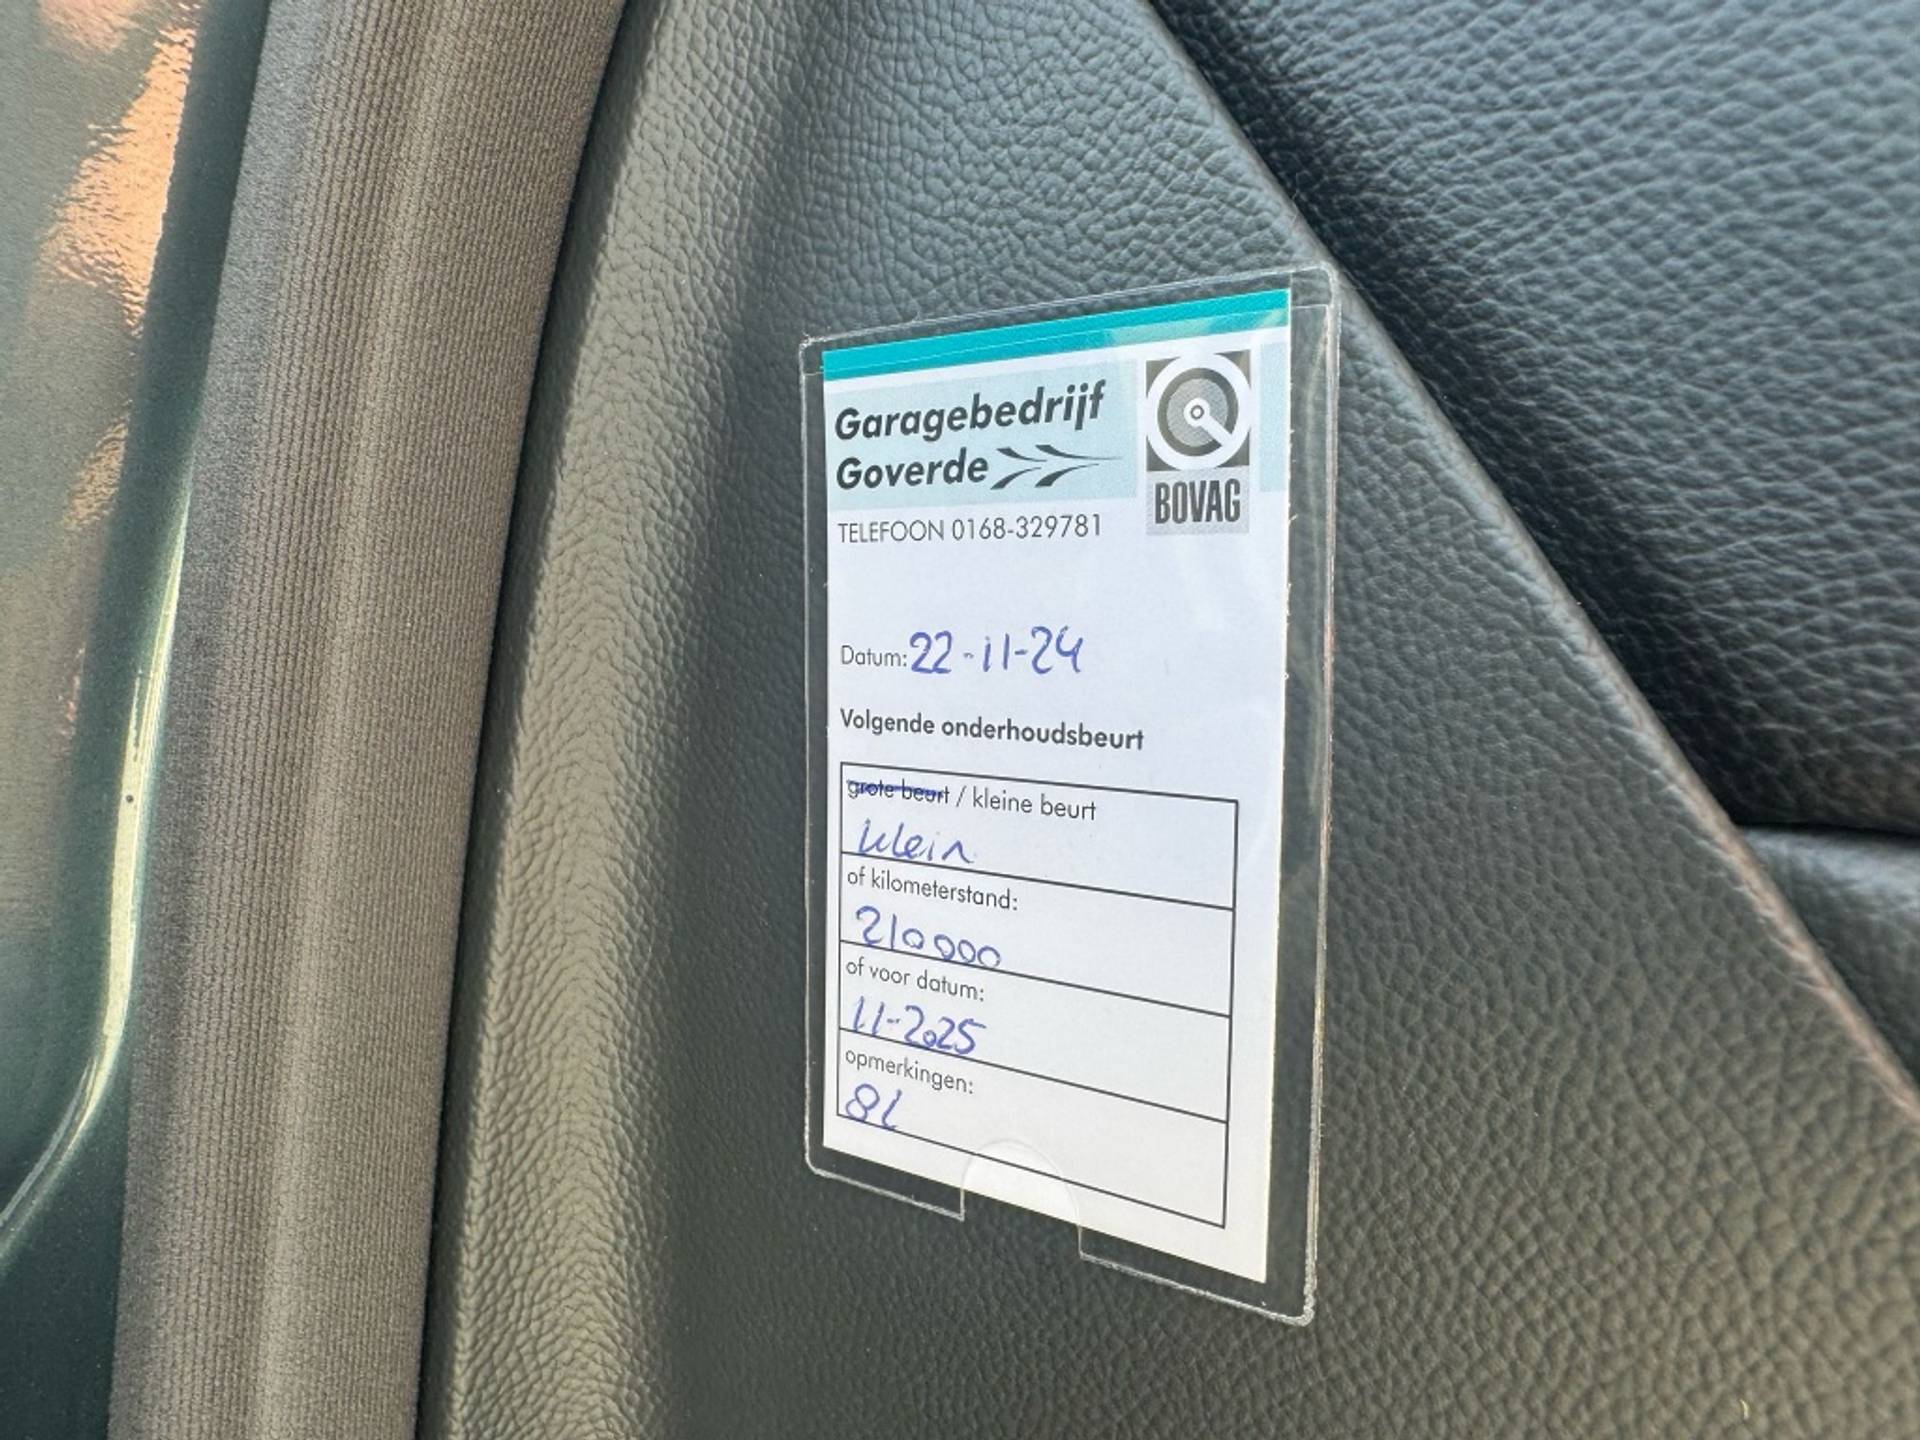 Garagebedrijf
Goverde
BOVAG
TELEFOON 0168-329781
Datum: 22-11-24
Volgende onderhoudsbeurt
grote beurt / kleine beurt
klein
of kilometerstand:
210000
of voor datum:
11-2025
opmerkingen:
8L